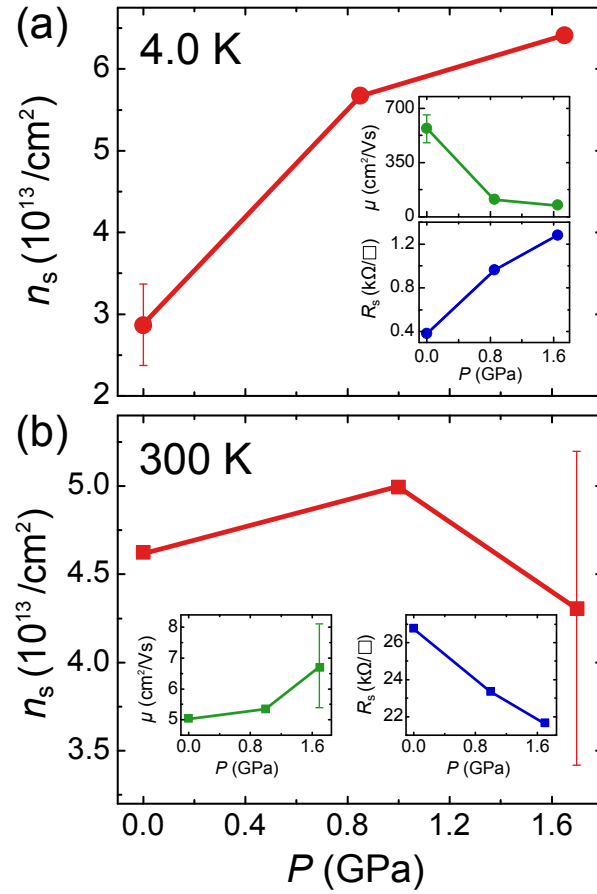 (a)
4.0 K
n_s (10^13 /cm^2)
6
5
4
3
2
μ (cm^2/Vs)
700
350
0
R_s (kΩ/□)
1.2
0.8
0.4
0.0 0.8 1.6
P (GPa)
(b)
300 K
n_s (10^13 /cm^2)
5.0
4.5
4.0
3.5
μ (cm^2/Vs)
8
7
6
5
0.0 0.8 1.6
P (GPa)
R_s (kΩ/□)
26
24
22
0.0 0.8 1.6
P (GPa)
0.0 0.4 0.8 1.2 1.6
P (GPa)